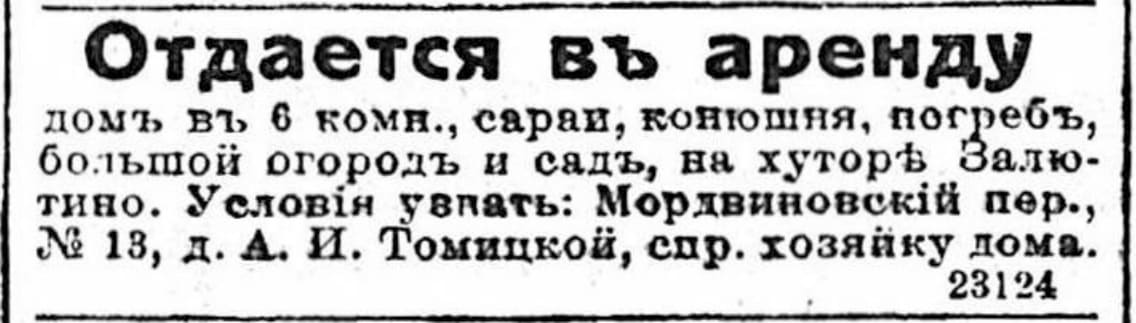 Отдается въ аренду
домъ въ 6 комн., сараи, конюшня, погребъ,
большой огородъ и садъ, на хуторѣ Залю-
тино. Условія узнать: Мордвиновскій пер.,
№ 13, д. А. И. Томицкой, спр. хозяйку дома.
23124